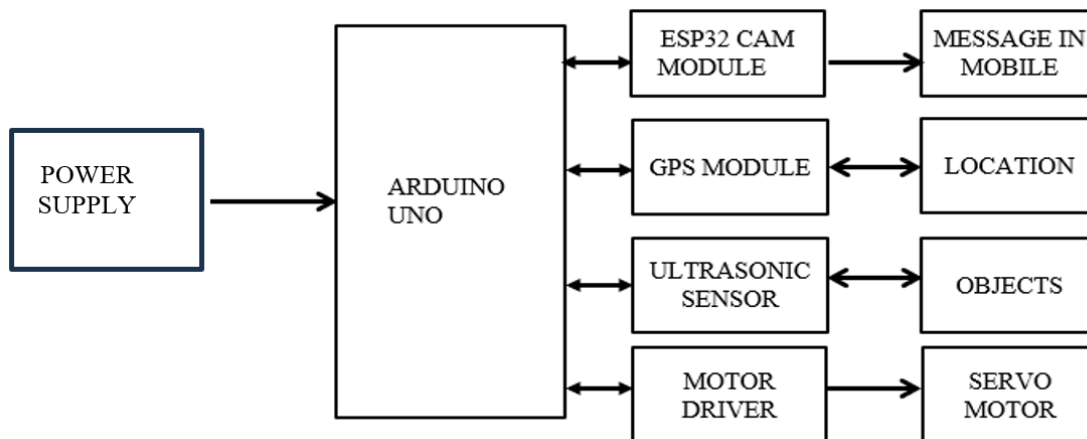 ESP32 CAM
MODULE
MESSAGE IN
MOBILE
POWER
SUPPLY
ARDUINO
UNO
GPS MODULE
LOCATION
ULTRASONIC
SENSOR
OBJECTS
MOTOR
DRIVER
SERVO
MOTOR